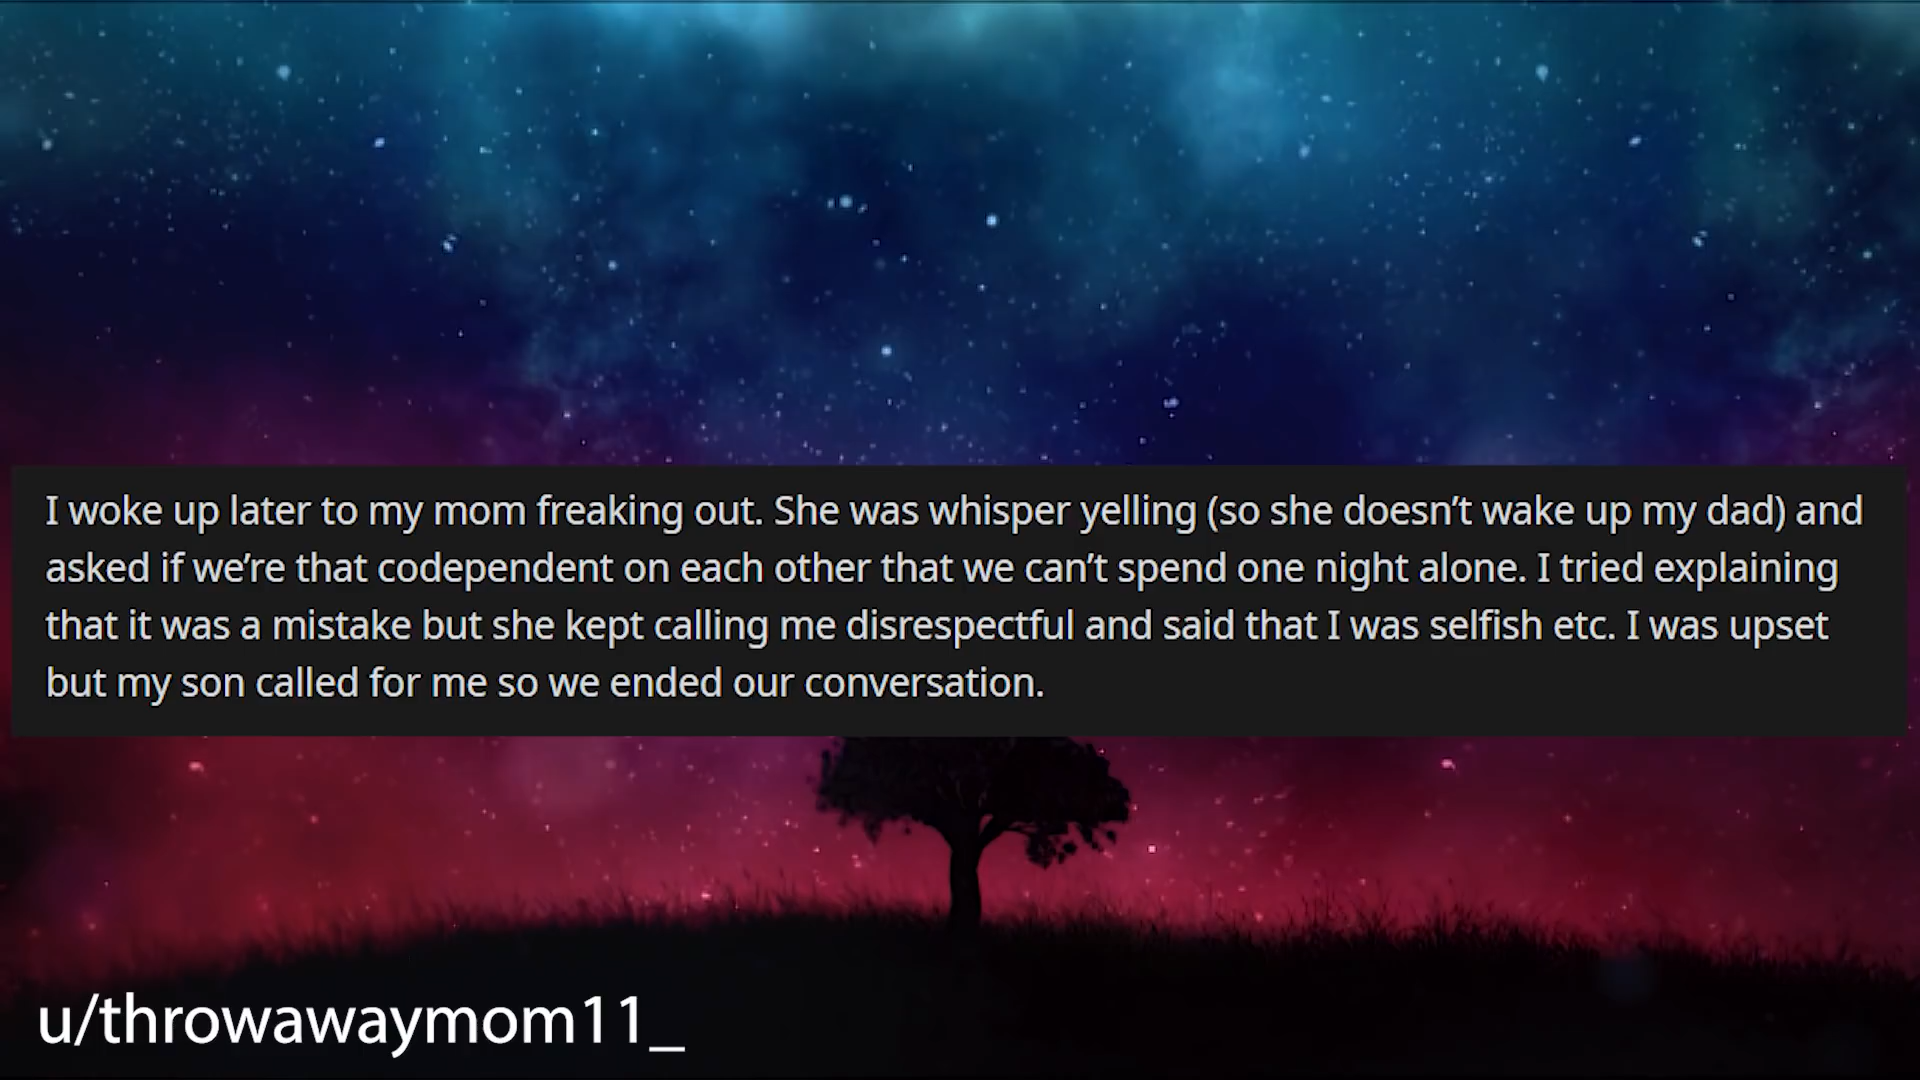 I woke up later to my mom freaking out. She was whisper yelling (so she doesn’t wake up my dad) and
asked if we’re that codependent on each other that we can’t spend one night alone. I tried explaining
that it was a mistake but she kept calling me disrespectful and said that I was selfish etc. I was upset
but my son called for me so we ended our conversation.
u/throwawaymom11_